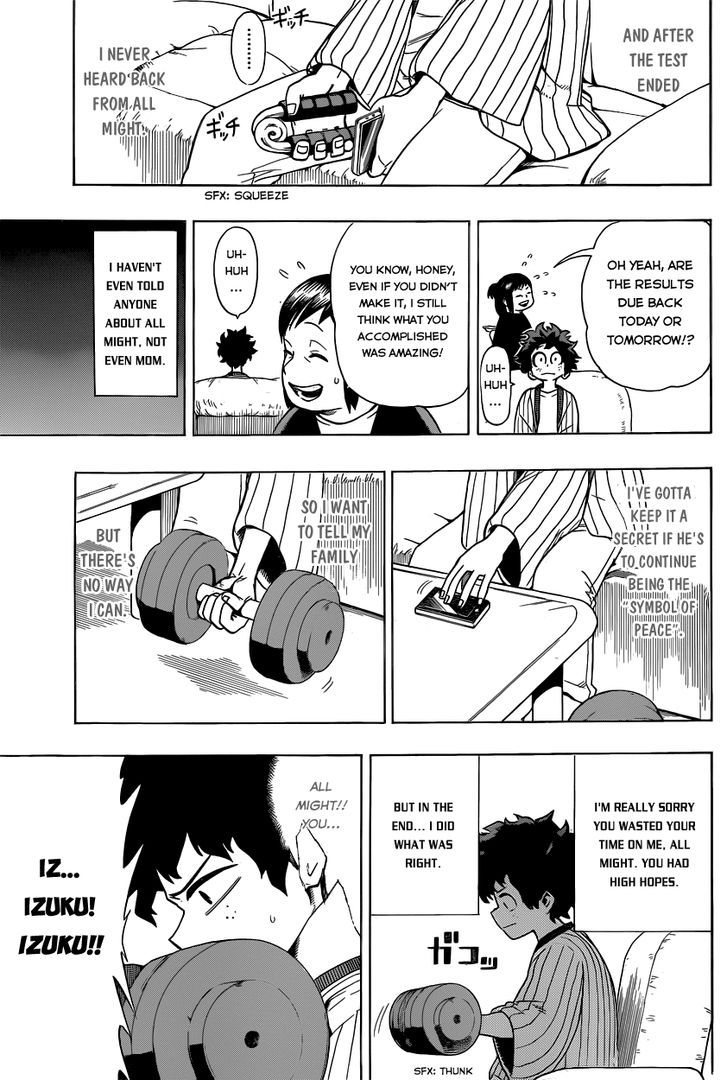 AND AFTER
THE TEST
ENDED
........
ギッチ
I NEVER
HEARD BACK
FROM ALL
MIGHT.
ギッチ
SFX: SQUEEZE
OH YEAH, ARE
THE RESULTS
DUE BACK
TODAY OR
TOMORROW!?
UH-
HUH
...
YOU KNOW, HONEY,
EVEN IF YOU DIDN'T
MAKE IT, I STILL
THINK WHAT YOU
ACCOMPLISHED
WAS AMAZING!
UH-
HUH
...
I HAVEN'T
EVEN TOLD
ANYONE
ABOUT ALL
MIGHT, NOT
EVEN MOM.
I'VE GOTTA
KEEP IT A
SECRET IF HE'S
TO CONTINUE
BEING THE
"SYMBOL OF
PEACE".
SO I WANT
TO TELL MY
FAMILY
BUT
THERE'S
NO WAY
I CAN.
I'M REALLY SORRY
YOU WASTED YOUR
TIME ON ME, ALL
MIGHT. YOU HAD
HIGH HOPES.
BUT IN THE
END... I DID
WHAT WAS
RIGHT.
ガコッ
SFX: THUNK
ALL
MIGHT!!
YOU...
IZ...
IZUKU!
IZUKU!!